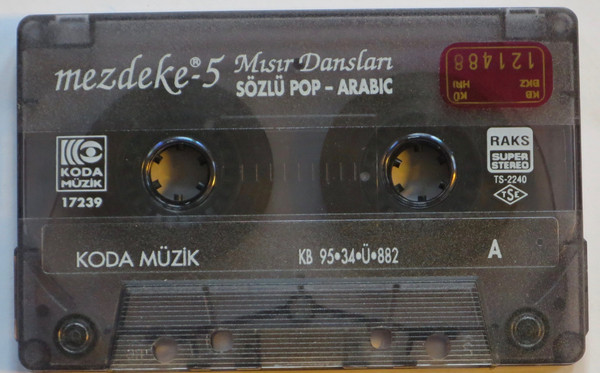 mezdeke®-5 Mısır Dansları
SÖZLÜ POP - ARABIC
KÜ KB
HRJ BKZ
121488
KODA
MÜZİK
17239
RAKS
SUPER
STEREO
TS-2240
TSE
KODA MÜZİK KB 95•34•Ü•882 A